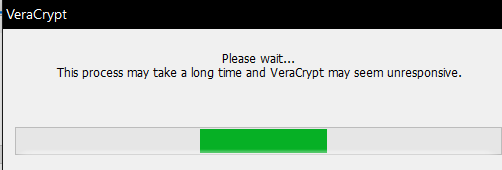 VeraCrypt
Please wait...
This process may take a long time and VeraCrypt may seem unresponsive.